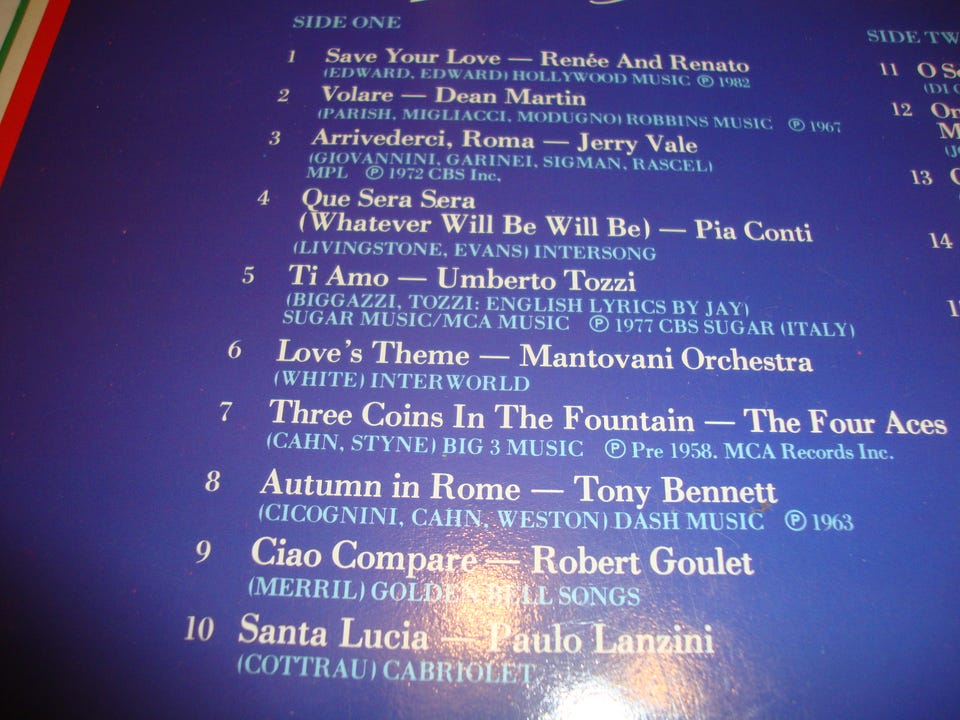 SIDE ONE
1 Save Your Love — Renée And Renato
(EDWARD, EDWARD) HOLLYWOOD MUSIC ℗ 1982
2 Volare — Dean Martin
(PARISH, MIGLIACCI, MODUGNO) ROBBINS MUSIC ℗ 1967
3 Arrivederci, Roma — Jerry Vale
(GIOVANNINI, GARINEI, SIGMAN, RASCEL)
MPL ℗ 1972 CBS Inc.
4 Que Sera Sera
(Whatever Will Be Will Be) — Pia Conti
(LIVINGSTONE, EVANS) INTERSONG
5 Ti Amo — Umberto Tozzi
(BIGGAZZI, TOZZI: ENGLISH LYRICS BY JAY)
SUGAR MUSIC/MCA MUSIC ℗ 1977 CBS SUGAR (ITALY)
6 Love's Theme — Mantovani Orchestra
(WHITE) INTERWORLD
7 Three Coins In The Fountain — The Four Aces
(CAHN, STYNE) BIG 3 MUSIC ℗ Pre 1958. MCA Records Inc.
8 Autumn in Rome — Tony Bennett
(CICOGNINI, CAHN, WESTON) DASH MUSIC ℗ 1963
9 Ciao Compare — Robert Goulet
(MERRIL) GOLDEN BELL SONGS
10 Santa Lucia — Paulo Lanzini
(COTTRAU) CABRIOLET
SIDE
11 O
12
13
14